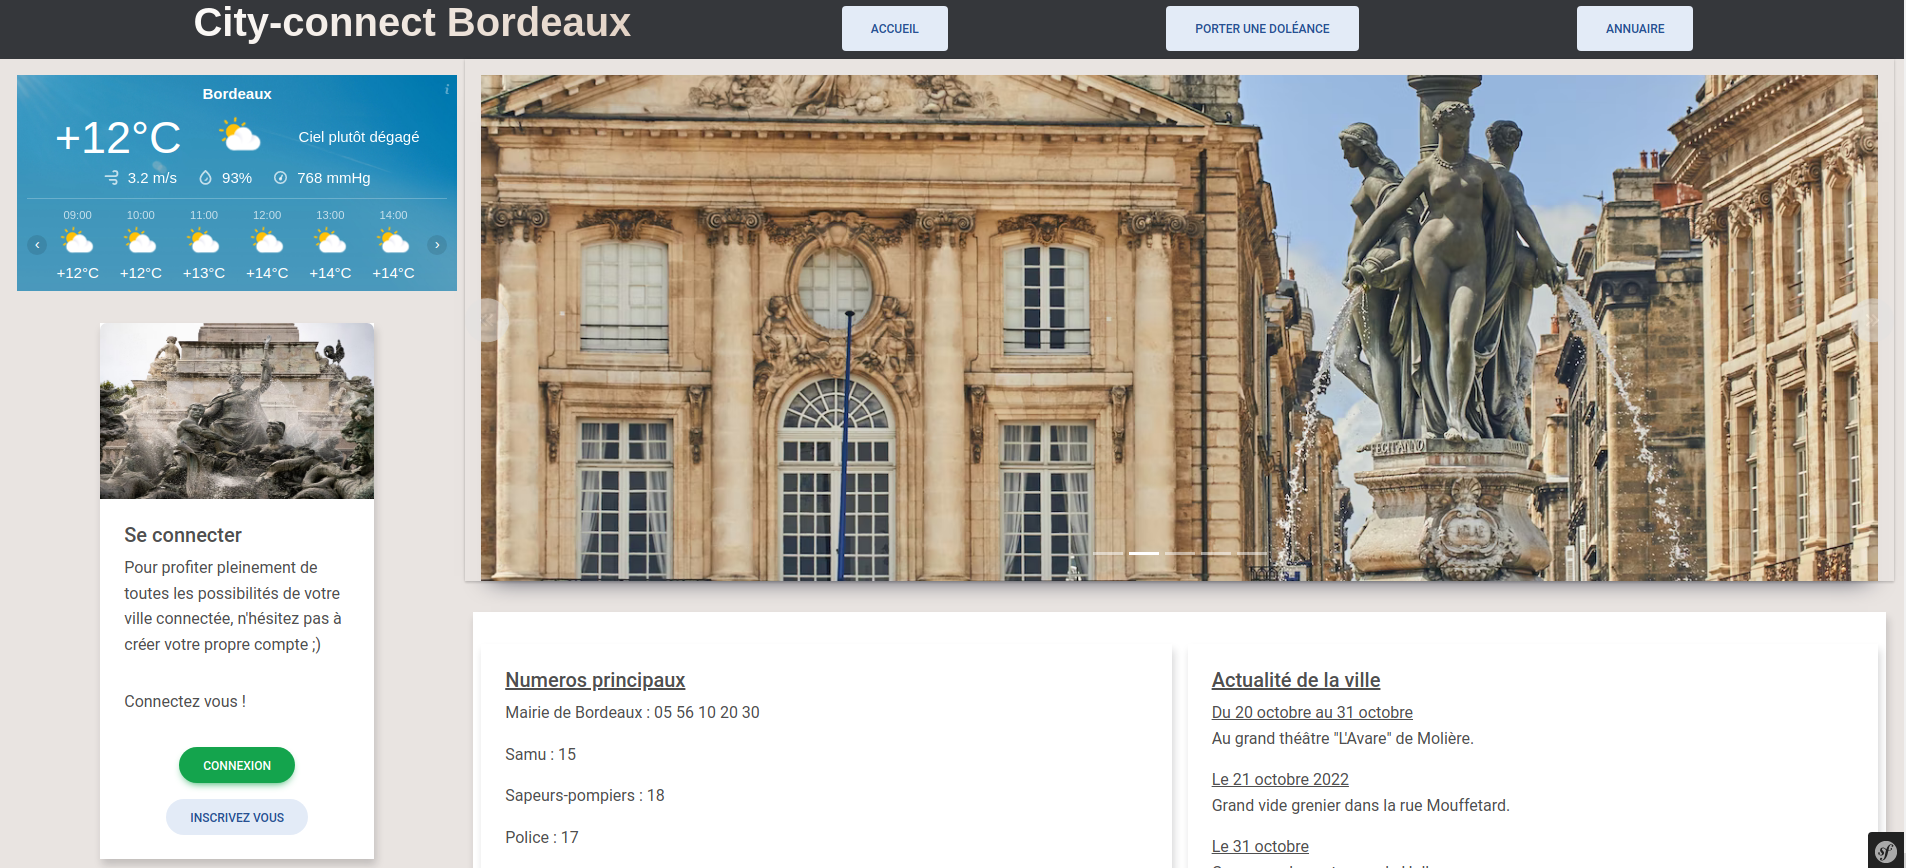 City-connect Bordeaux
ACCUEIL
PORTER UNE DOLÉANCE
ANNUAIRE
Bordeaux
+12°C
Ciel plutôt dégagé
3.2 m/s 93% 768 mmHg
09:00 10:00 11:00 12:00 13:00 14:00
+12°C +12°C +13°C +14°C +14°C +14°C
Se connecter
Pour profiter pleinement de
toutes les possibilités de votre
ville connectée, n'hésitez pas à
créer votre propre compte ;)
Connectez vous !
CONNEXION
INSCRIVEZ VOUS
Numeros principaux
Mairie de Bordeaux : 05 56 10 20 30
Samu : 15
Sapeurs-pompiers : 18
Police : 17
Actualité de la ville
Du 20 octobre au 31 octobre
Au grand théâtre "L'Avare" de Molière.
Le 21 octobre 2022
Grand vide grenier dans la rue Mouffetard.
Le 31 octobre
sf